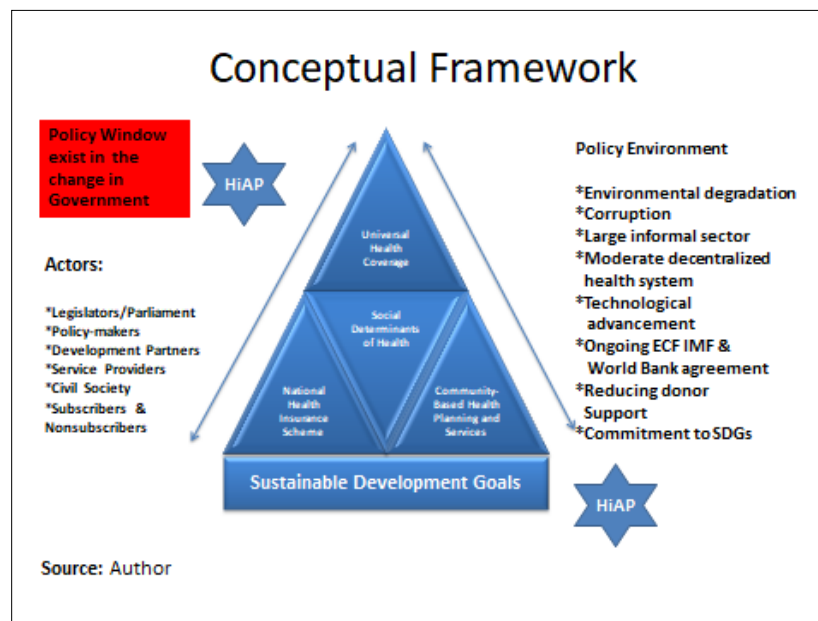 Conceptual Framework
Policy Window
exist in the
change in
Government
HiAP
Actors:
*Legislators/Parliament
*Policy-makers
*Development Partners
*Service Providers
*Civil Society
*Subscribers &
Nonsubscribers
Universal
Health
Coverage
Social
Determinants
of Health
National
Health
Insurance
Scheme
Community-
Based Health
Planning and
Services
Sustainable Development Goals
Policy Environment
*Environmental degradation
*Corruption
*Large informal sector
*Moderate decentralized
health system
*Technological
advancement
*Ongoing ECF IMF &
World Bank agreement
*Reducing donor
Support
*Commitment to SDGs
HiAP
Source: Author